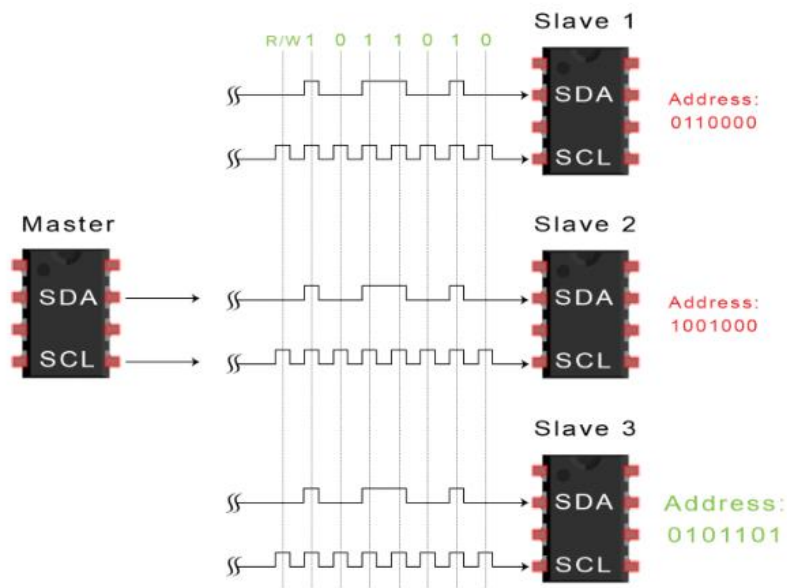 Slave 1
R/W 1 0 1 1 0 1 0
SDA
SCL
Address:
0110000
Master
SDA
SCL
Slave 2
SDA
SCL
Address:
1001000
Slave 3
SDA
SCL
Address:
0101101